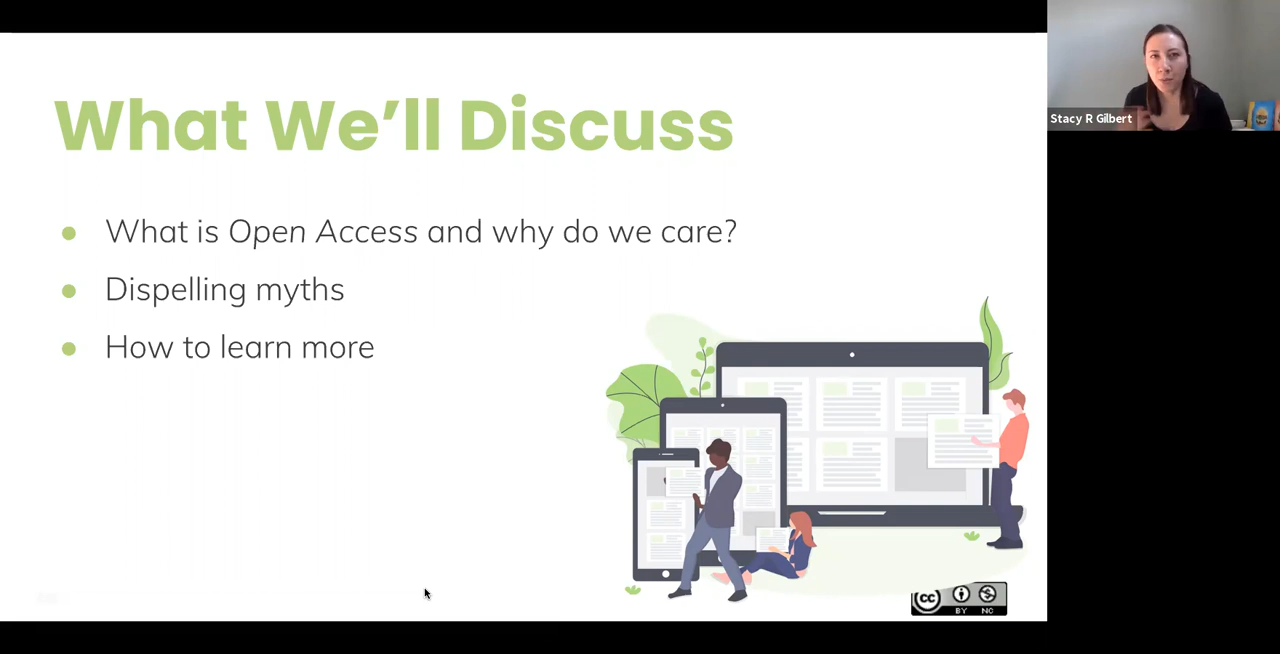 What We’ll Discuss
What is Open Access and why do we care?
Dispelling myths
How to learn more
Stacy R Gilbert
CC
BY NC